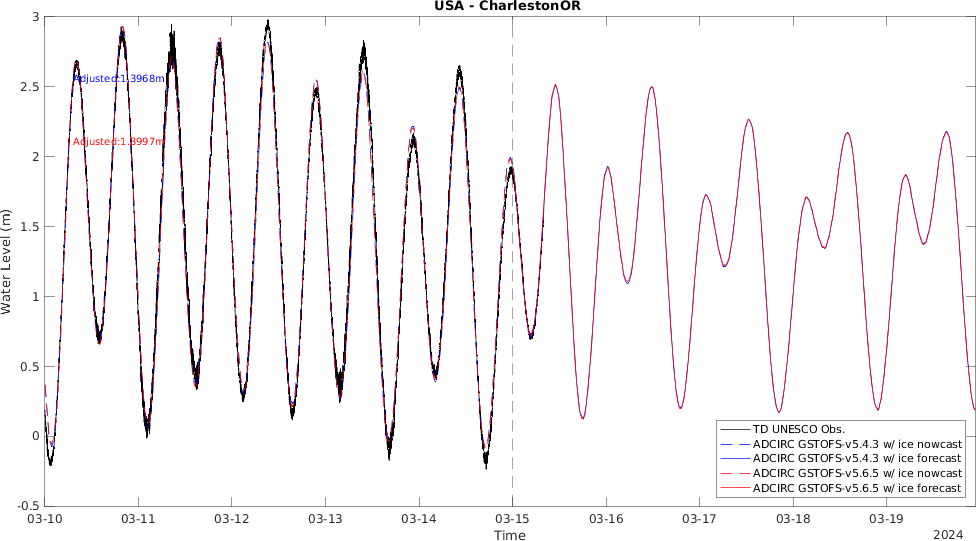 USA - CharlestonOR
3
2.5
2
1.5
1
0.5
0
-0.5
Water Level (m)
Adjusted:1.3968m
Adjusted:1.3997m
TD UNESCO Obs.
ADCIRC GSTOFS-v5.4.3 w/ ice nowcast
ADCIRC GSTOFS-v5.4.3 w/ ice forecast
ADCIRC GSTOFS-v5.6.5 w/ ice nowcast
ADCIRC GSTOFS-v5.6.5 w/ ice forecast
03-10 03-11 03-12 03-13 03-14 03-15 03-16 03-17 03-18 03-19
Time
2024